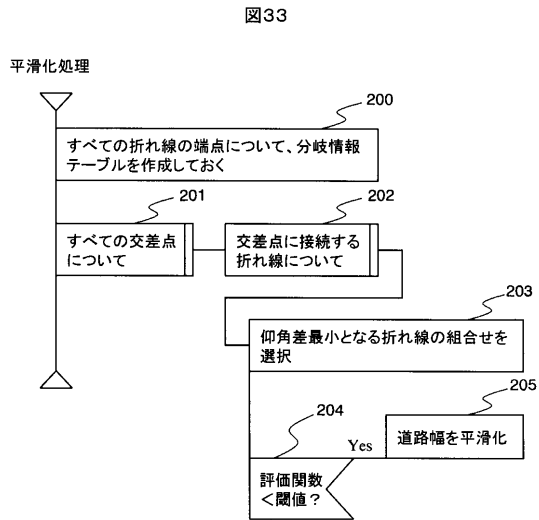 図33
平滑化処理
200
すべての折れ線の端点について、分岐情報
テーブルを作成しておく
201
すべての交差点
について
202
交差点に接続する
折れ線について
203
仰角差最小となる折れ線の組合せを
選択
204
評価関数
<閾値?
Yes
205
道路幅を平滑化